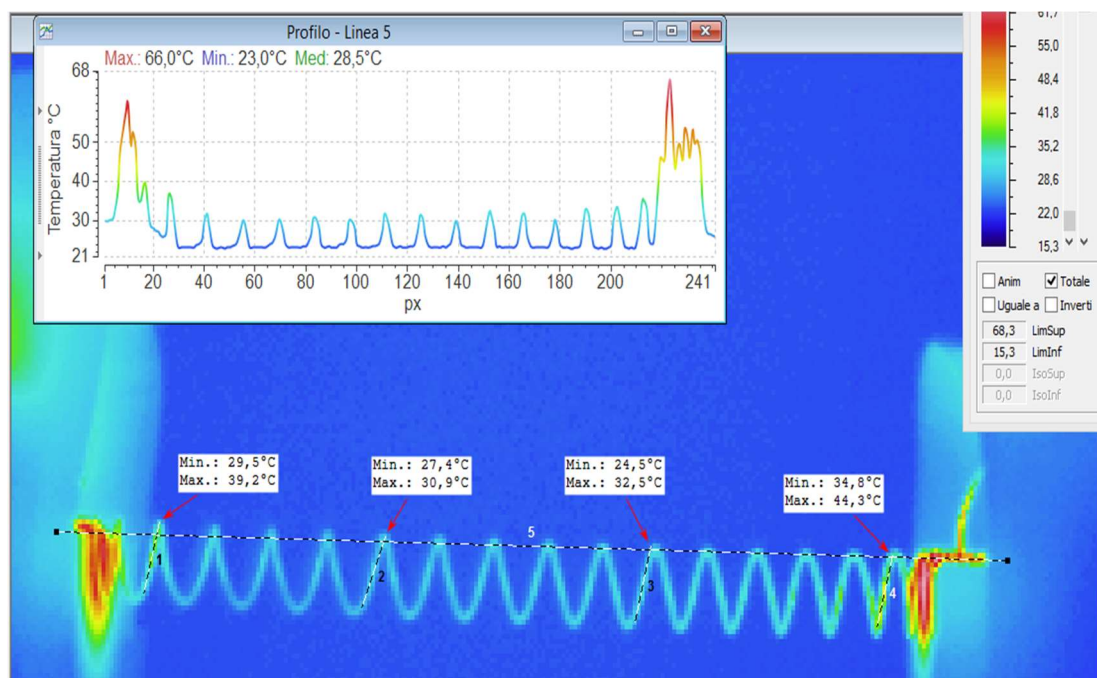 Profilo - Linea 5
Max.: 66,0°C Min.: 23,0°C Med: 28,5°C
Temperatura °C
68
50
40
30
21
1 20 40 60 80 100 120 140 160 180 200 241
px
61,7
55,0
48,4
41,8
35,2
28,6
22,0
15,3
Anim Totale
Uguale a Inverti
68,3 LimSup
15,3 LimInf
0,0 IsoSup
0,0 IsoInf
Min.: 29,5°C
Max.: 39,2°C
Min.: 27,4°C
Max.: 30,9°C
Min.: 24,5°C
Max.: 32,5°C
Min.: 34,8°C
Max.: 44,3°C
5
1
2
3
4